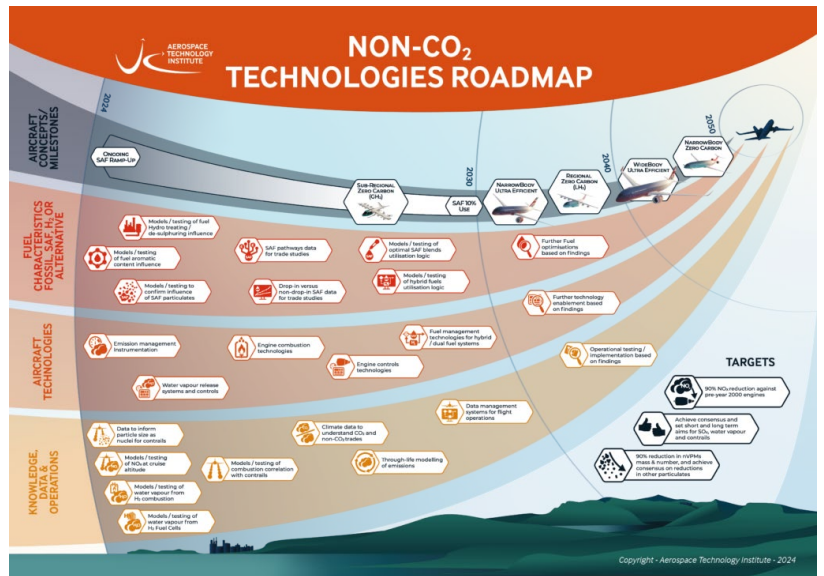 AEROSPACE
TECHNOLOGY
INSTITUTE
NON-CO₂
TECHNOLOGIES ROADMAP
AIRCRAFT
CONCEPTS/
MILESTONES
2024
2030
2040
2050
ONGOING
SAF RAMP-UP
SUB-REGIONAL
ZERO CARBON
(GH₂)
SAF 10%
USE
NARROWBODY
ULTRA EFFICIENT
REGIONAL
ZERO CARBON
(LH₂)
WIDEBODY
ULTRA EFFICIENT
NARROWBODY
ZERO CARBON
FUEL
CHARACTERISTICS
FOSSIL, SAF, H₂ OR
ALTERNATIVE
Models / testing of fuel
Hydro treating /
de-sulphuring influence
Models / testing
of fuel aromatic
content influence
Models / testing to
confirm influence
of SAF particulates
SAF pathways data
for trade studies
Drop-in versus
non-drop-in SAF data
for trade studies
Models / testing of
optimal SAF blends
utilisation logic
Models / testing
of hybrid fuels
utilisation logic
Further Fuel
optimisations
based on findings
Further technology
enablement based
on findings
AIRCRAFT
TECHNOLOGIES
Emission management
Instrumentation
Water vapour release
systems and controls
Engine combustion
technologies
Engine controls
technologies
Fuel management
technologies for hybrid
/ dual fuel systems
Operational testing /
implementation based
on findings
KNOWLEDGE,
DATA &
OPERATIONS
Data to inform
particle size as
nuclei for contrails
Models / testing
of NOₓ at cruise
altitude
Models / testing of
water vapour from
H₂ combustion
Models / testing of
water vapour from
H₂ Fuel Cells
Models / testing of
combustion correlation
with contrails
Climate data to
understand CO₂ and
non-CO₂ trades
Through-life modelling
of emissions
Data management
systems for flight
operations
TARGETS
90% NOₓ reduction against
pre-year 2000 engines
Achieve consensus and
set short and long term
aims for SOₓ, water vapour
and contrails
90% reduction in nVPMs
mass & number, and achieve
consensus on reductions
in other particulates
Copyright - Aerospace Technology Institute - 2024